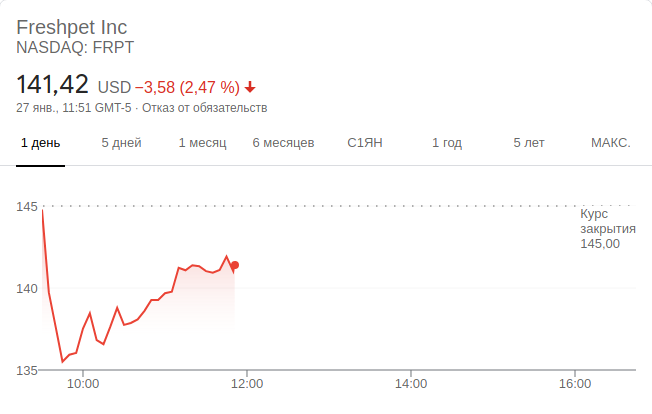 Freshpet Inc
NASDAQ: FRPT
141,42 USD −3,58 (2,47 %)
27 янв., 11:51 GMT-5 · Отказ от обязательств
1 день 5 дней 1 месяц 6 месяцев С1ЯН 1 год 5 лет МАКС.
145
Курс
закрытия
145,00
140
135
10:00 12:00 14:00 16:00